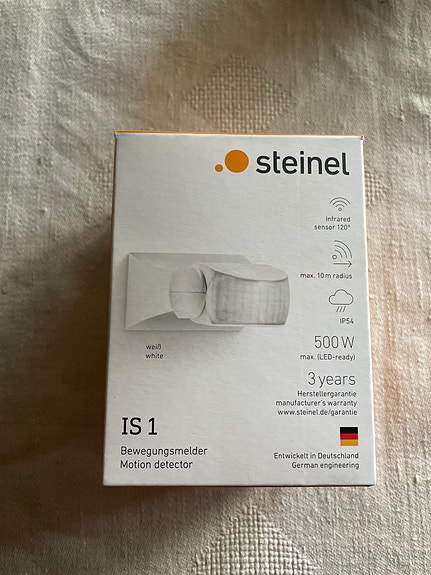 steinel
Infrared
sensor 120°
max. 10 m radius
IP54
500 W
max. (LED-ready)
weiß
white
3 years
Herstellergarantie
manufacturer's warranty
www.steinel.de/garantie
IS 1
Bewegungsmelder
Motion detector
Entwickelt in Deutschland
German engineering